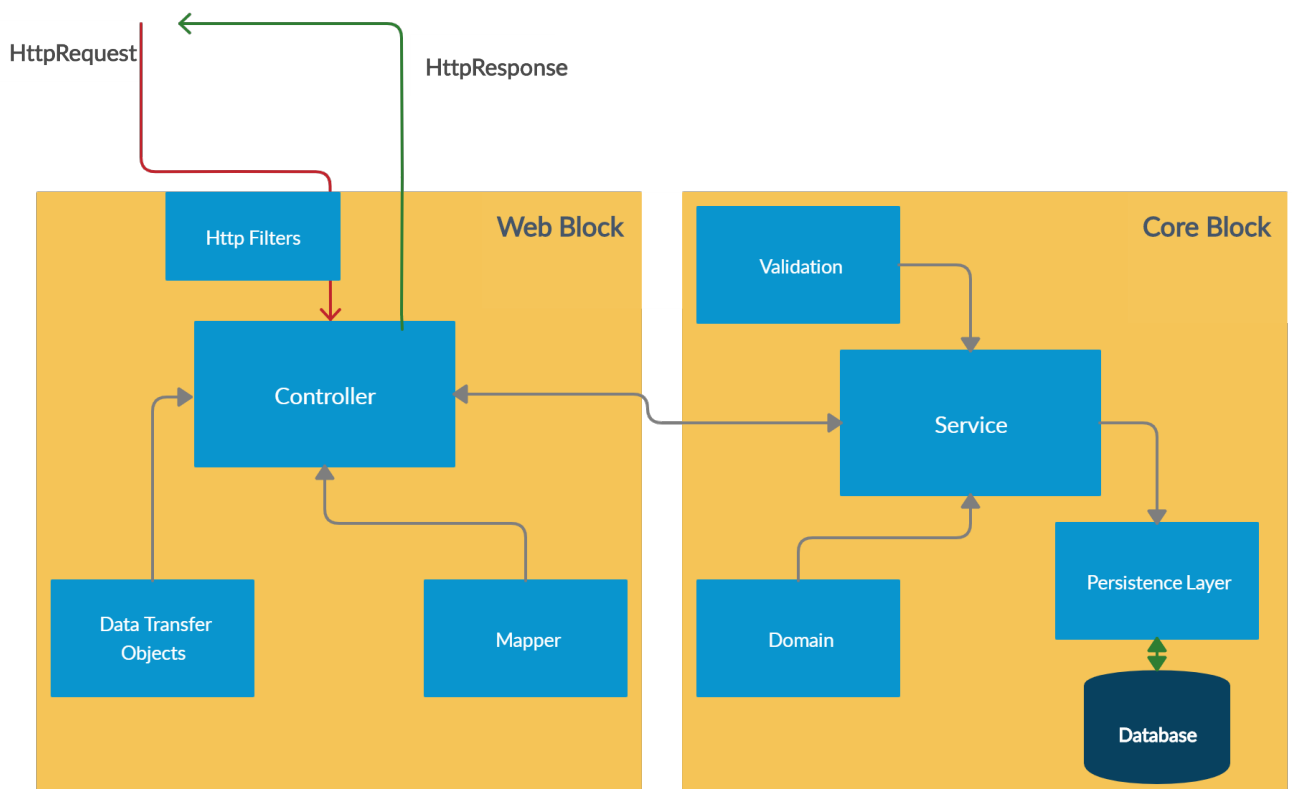 HttpRequest
HttpResponse
Web Block
Core Block
Http Filters
Validation
Controller
Service
Persistence Layer
Data Transfer
Objects
Mapper
Domain
Database